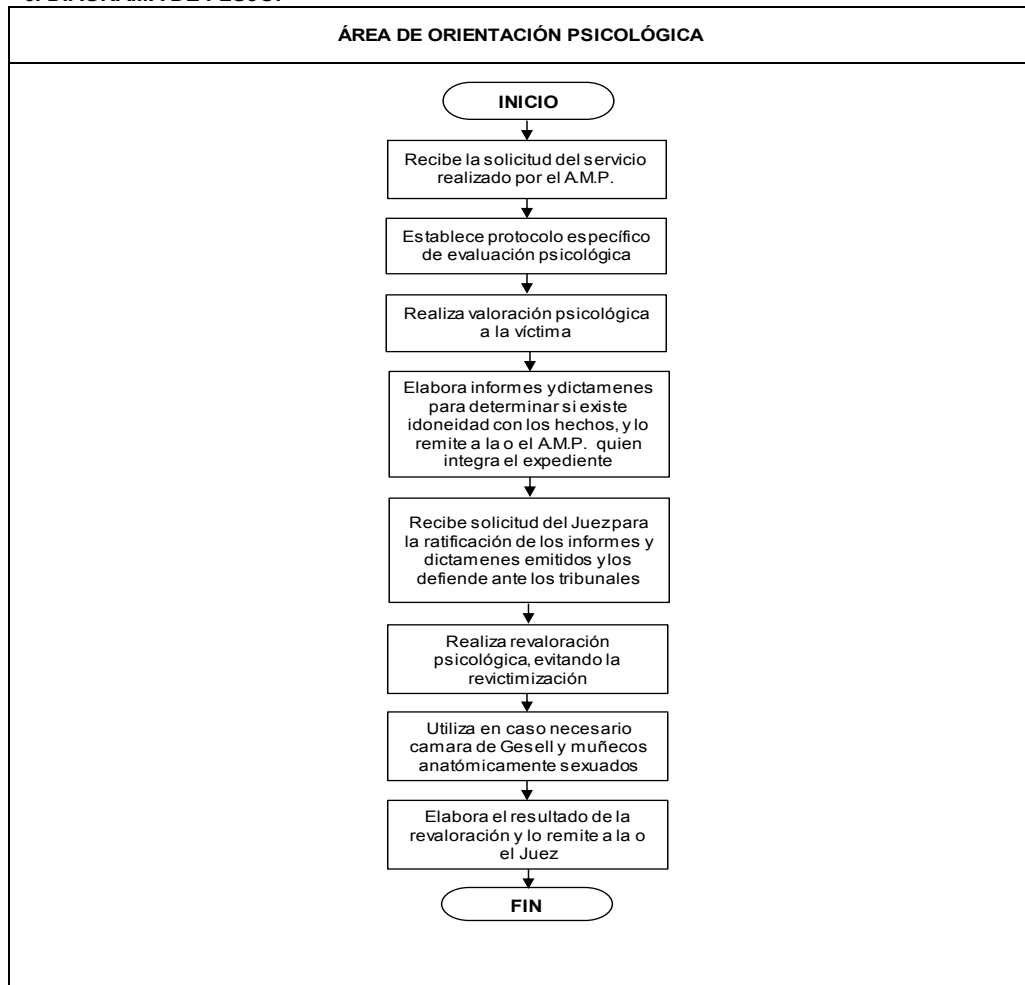 ÁREA DE ORIENTACIÓN PSICOLÓGICA
INICIO
Recibe la solicitud del servicio
realizado por el A.M.P.
Establece protocolo específico
de evaluación psicológica
Realiza valoración psicológica
a la víctima
Elabora informes y dictamenes
para determinar si existe
idoneidad con los hechos, y lo
remite a la o el A.M.P. quien
integra el expediente
Recibe solicitud del Juez para
la ratificación de los informes y
dictamenes emitidos y los
defiende ante los tribunales
Realiza revaloración
psicológica, evitando la
revictimización
Utiliza en caso necesario
camara de Gesell y muñecos
anatómicamente sexuados
Elabora el resultado de la
revaloración y lo remite a la o
el Juez
FIN